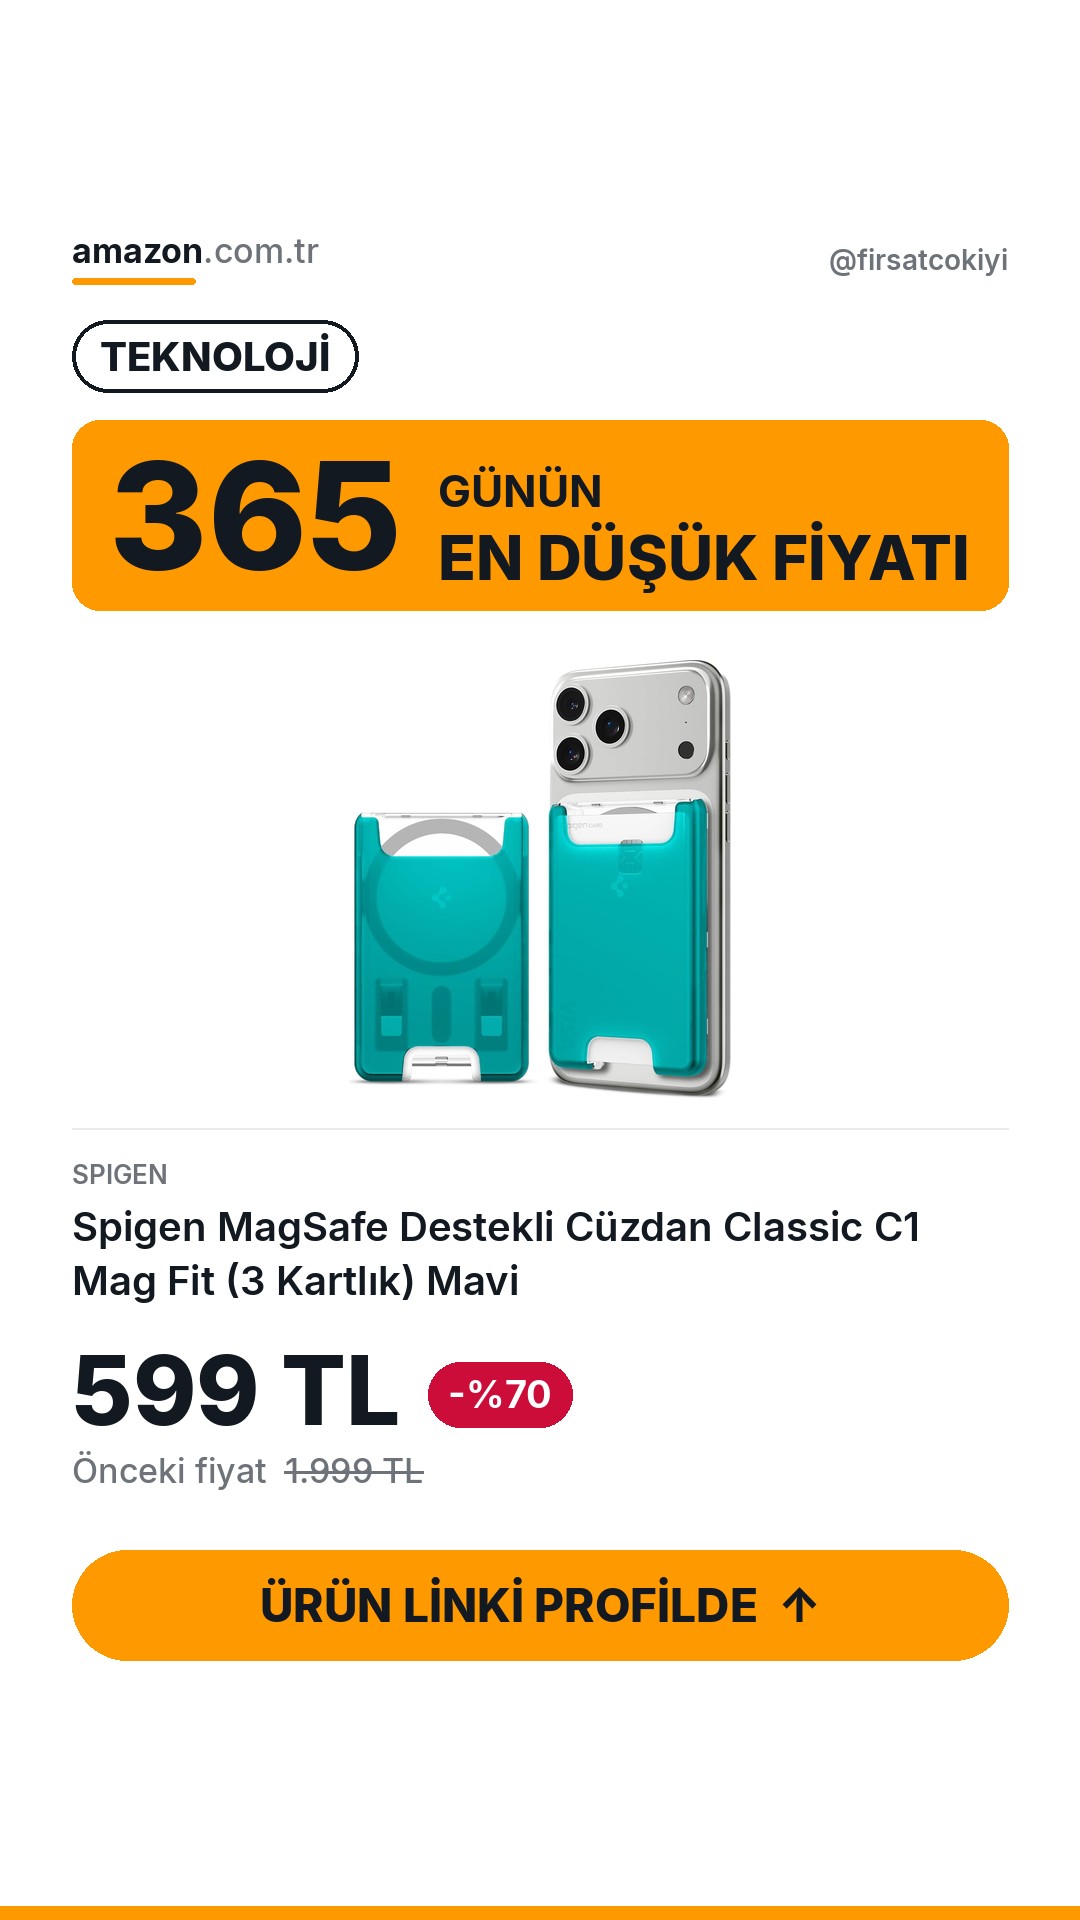 amazon.com.tr
@firsatcokiyi
TEKNOLOJİ
365 GÜNÜN
EN DÜŞÜK FİYATI
SPIGEN
Spigen MagSafe Destekli Cüzdan Classic C1
Mag Fit (3 Kartlık) Mavi
599 TL -%70
Önceki fiyat 1.999 TL
ÜRÜN LİNKİ PROFİLDE ↑